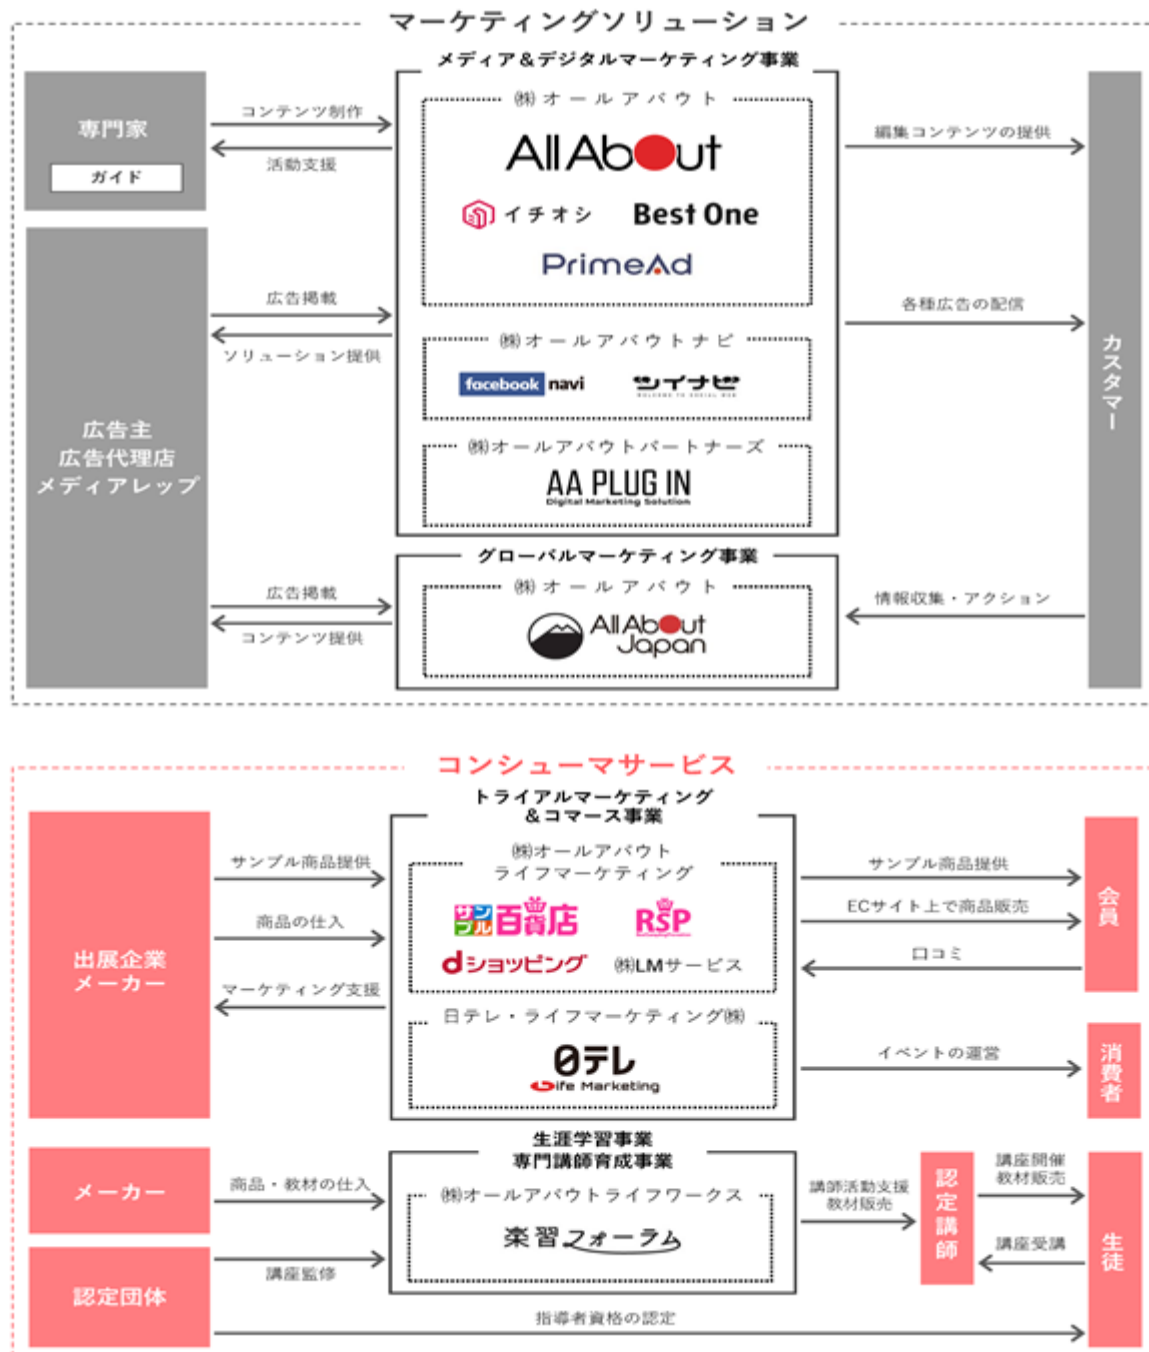 マーケティングソリューション
メディア&デジタルマーケティング事業
専門家
ガイド
コンテンツ制作
活動支援
㈱オールアバウト
All About
イチオシ
Best One
PrimeAd
編集コンテンツの提供
広告主
広告代理店
メディアレップ
広告掲載
ソリューション提供
㈱オールアバウトナビ
facebook navi
ツイナビ
WELCOME TO SOCIAL WEB
各種広告の配信
カスタマー
㈱オールアバウトパートナーズ
AA PLUG IN
Digital Marketing Solution
グローバルマーケティング事業
広告掲載
コンテンツ提供
㈱オールアバウト
All About
Japan
情報収集・アクション
コンシューマサービス
トライアルマーケティング
&コマース事業
出展企業
メーカー
サンプル商品提供
商品の仕入
マーケティング支援
㈱オールアバウト
ライフマーケティング
サンプル百貨店
RSP
dショッピング
㈱LMサービス
サンプル商品提供
ECサイト上で商品販売
口コミ
会員
日テレ・ライフマーケティング㈱
日テレ
Life Marketing
イベントの運営
消費者
生涯学習事業
専門講師育成事業
メーカー
商品・教材の仕入
認定団体
講座監修
㈱オールアバウトライフワークス
楽習フォーラム
講師活動支援
教材販売
認定講師
講座開催
教材販売
講座受講
生徒
指導者資格の認定